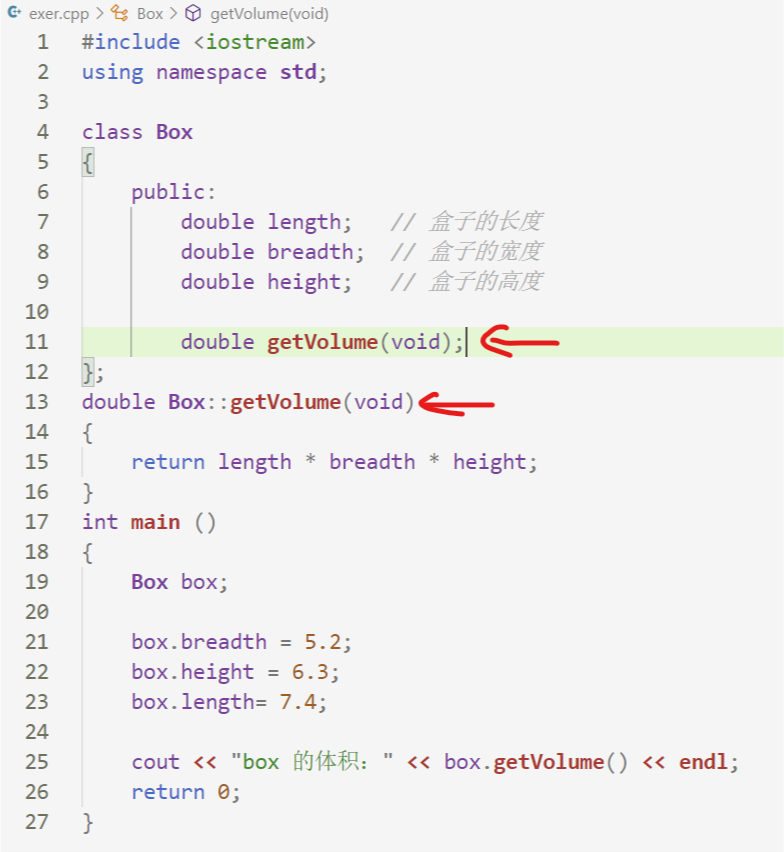 exer.cpp > Box > getVolume(void)
1 #include <iostream>
2 using namespace std;
3
4 class Box
5 {
6 public:
7 double length; // 盒子的长度
8 double breadth; // 盒子的宽度
9 double height; // 盒子的高度
10
11 double getVolume(void);
12 };
13 double Box::getVolume(void)
14 {
15 return length * breadth * height;
16 }
17 int main ()
18 {
19 Box box;
20
21 box.breadth = 5.2;
22 box.height = 6.3;
23 box.length= 7.4;
24
25 cout << "box 的体积：" << box.getVolume() << endl;
26 return 0;
27 }